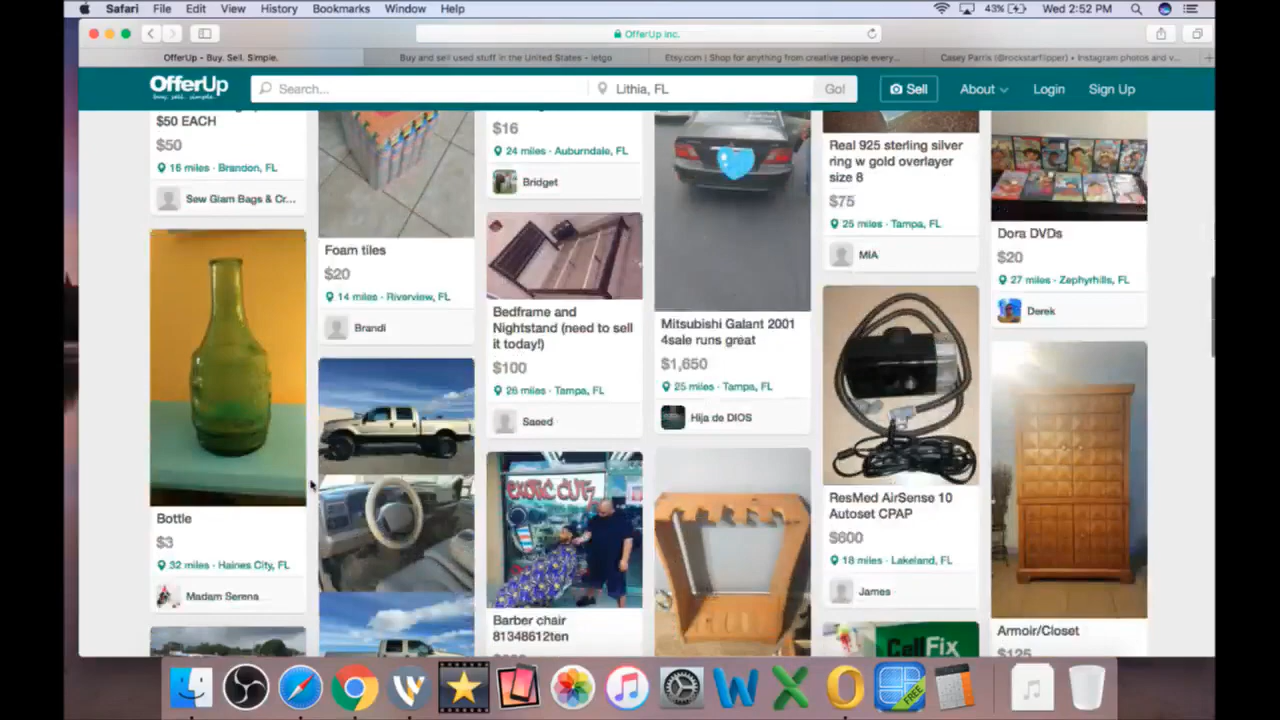 Safari File Edit View History Bookmarks Window Help
43% Wed 2:52 PM
OfferUp Inc.
OfferUp - Buy. Sell. Simple.
Buy and sell used stuff in the United States - letgo
Etsy.com | Shop for anything from creative people every...
Casey Parris (@rockstarflipper) • Instagram photos and v...
OfferUp
buy. sell. simple.
Search...
Lithia, FL
Go!
Sell
About
Login
Sign Up
$50 EACH
$50
16 miles · Brandon, FL
Sew Glam Bags & Cr...
Bottle
$3
32 miles · Haines City, FL
Madam Serena
Foam tiles
$20
14 miles · Riverview, FL
Brandi
$16
24 miles · Auburndale, FL
Bridget
Bedframe and
Nightstand (need to sell
it today!)
$100
26 miles · Tampa, FL
Saeed
exotic cutz
Barber chair
81348612ten
Mitsubishi Galant 2001
4sale runs great
$1,650
25 miles · Tampa, FL
Hija de DIOS
Real 925 sterling silver
ring w gold overlayer
size 8
$75
25 miles · Tampa, FL
MIA
ResMed AirSense 10
Autoset CPAP
$600
18 miles · Lakeland, FL
James
CellFix
Dora DVDs
$20
27 miles · Zephyrhills, FL
Derek
Armoir/Closet
$125
FREE